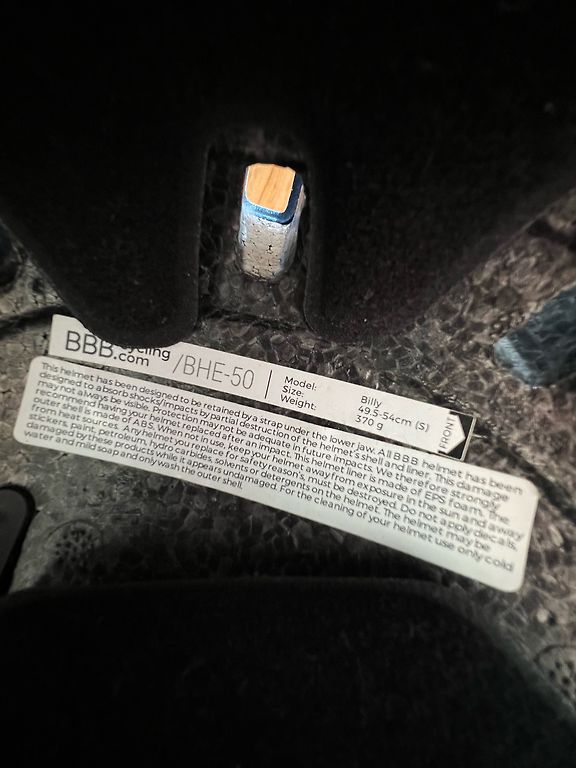 BBBcycling.com /BHE-50
Model: Billy
Size: 49.5-54cm (S)
Weight: 370 g
FRONT
This helmet has been designed to be retained by a strap under the lower jaw. All BBB helmet has been
designed to absorb shocks/impacts by partial destruction of the helmet's shell and liner. This damage
may not always be visible. Protection may not be adequate in future impacts. We therefore strongly
recommend having your helmet replaced after an impact. This helmet liner is made of EPS foam. The
outer shell is made of ABS. When not in use, keep your helmet away from exposure in the sun and away
from heat sources. Any helmet you replace for safety reason's, must be destroyed. Do not apply decals,
stickers, paint, petroleum, hydro carbides, solvents or detergents on the helmet. The helmet may be
damaged by these products while it appears undamaged. For the cleaning of your helmet use only cold
water and mild soap and only wash the outer shell.